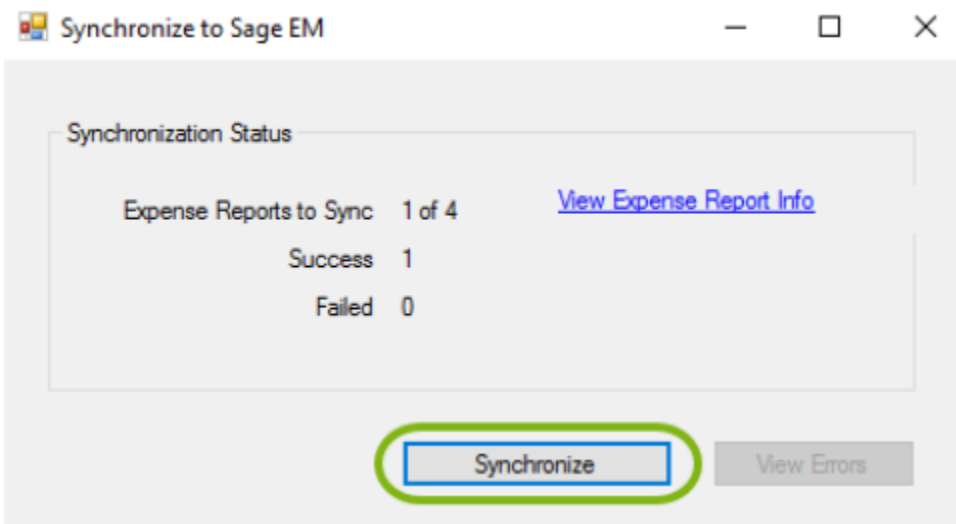 Synchronize to Sage EM
Synchronization Status
Expense Reports to Sync 1 of 4 View Expense Report Info
Success 1
Failed 0
Synchronize View Errors